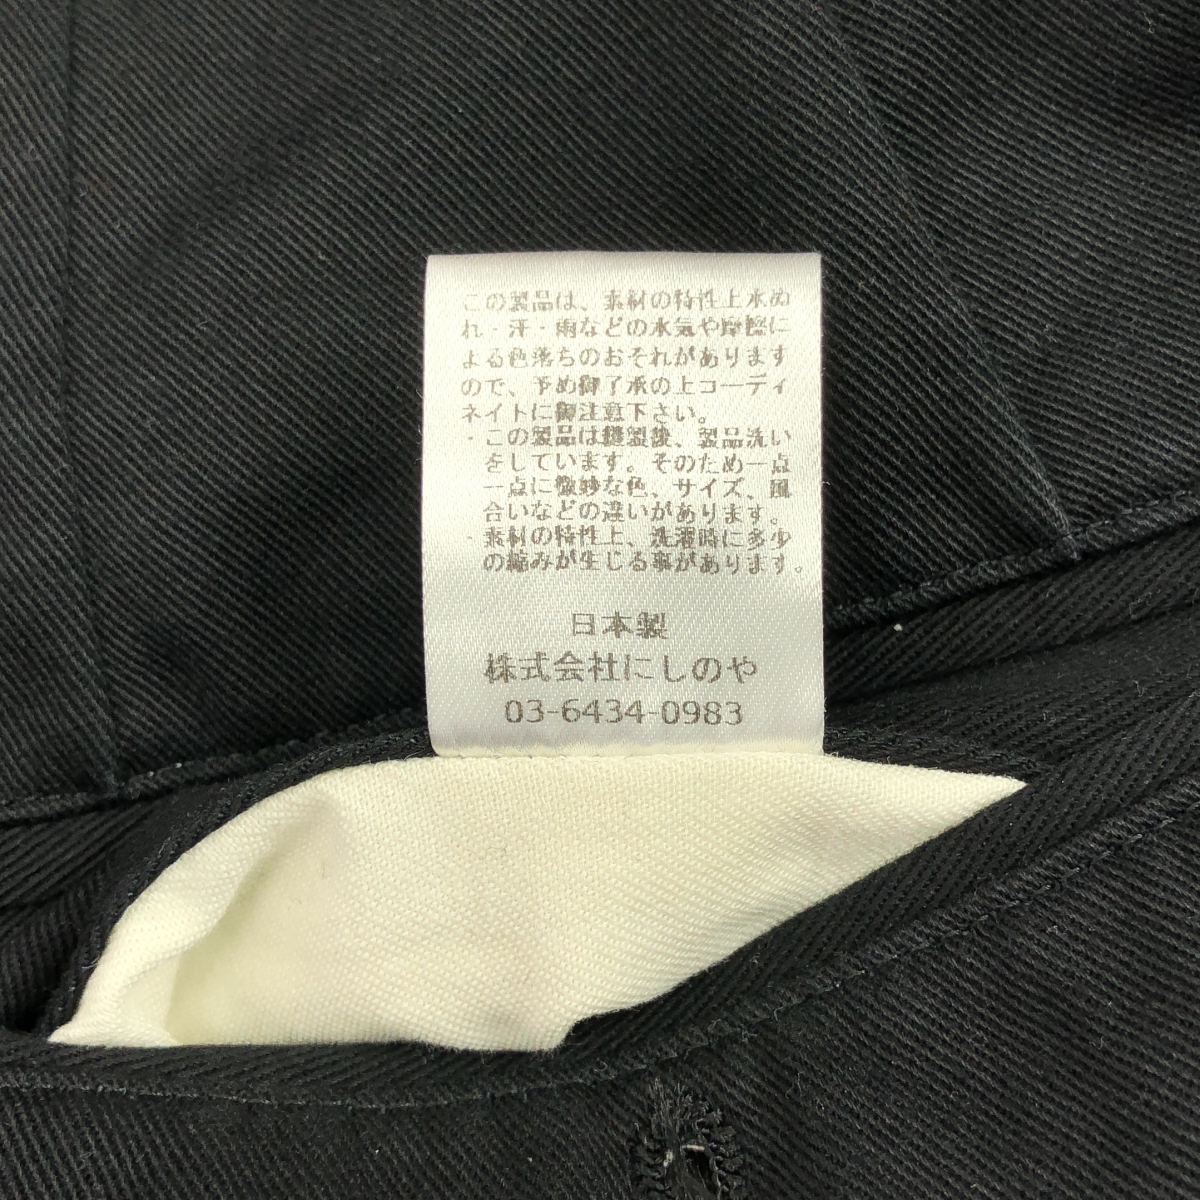 この製品は、素材の特性上水ぬ
れ・汗・雨などの水気や摩擦に
よる色落ちのおそれがあります
ので、予め御了承の上コーディ
ネイトに御注意下さい。
・この製品は縫製後、製品洗い
をしています。そのため一点
一点に微妙な色、サイズ、風
合いなどの違いがあります。
・素材の特性上、洗濯時に多少
の縮みが生じる事があります。
日本製
株式会社にしのや
03-6434-0983